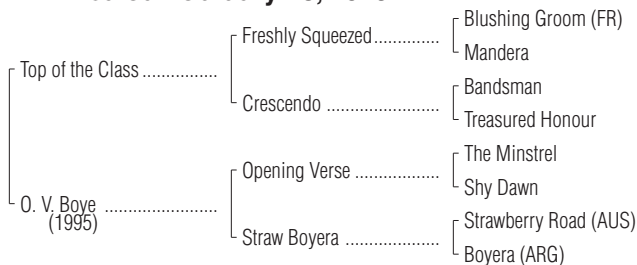 Blushing Groom (FR)
Freshly Squeezed..............
Mandera
Top of the Class ................
Bandsman
Crescendo ........................
Treasured Honour
The Minstrel
Opening Verse ..................
Shy Dawn
O. V. Boye ........................
(1995)
Strawberry Road (AUS)
Straw Boyera ....................
Boyera (ARG)